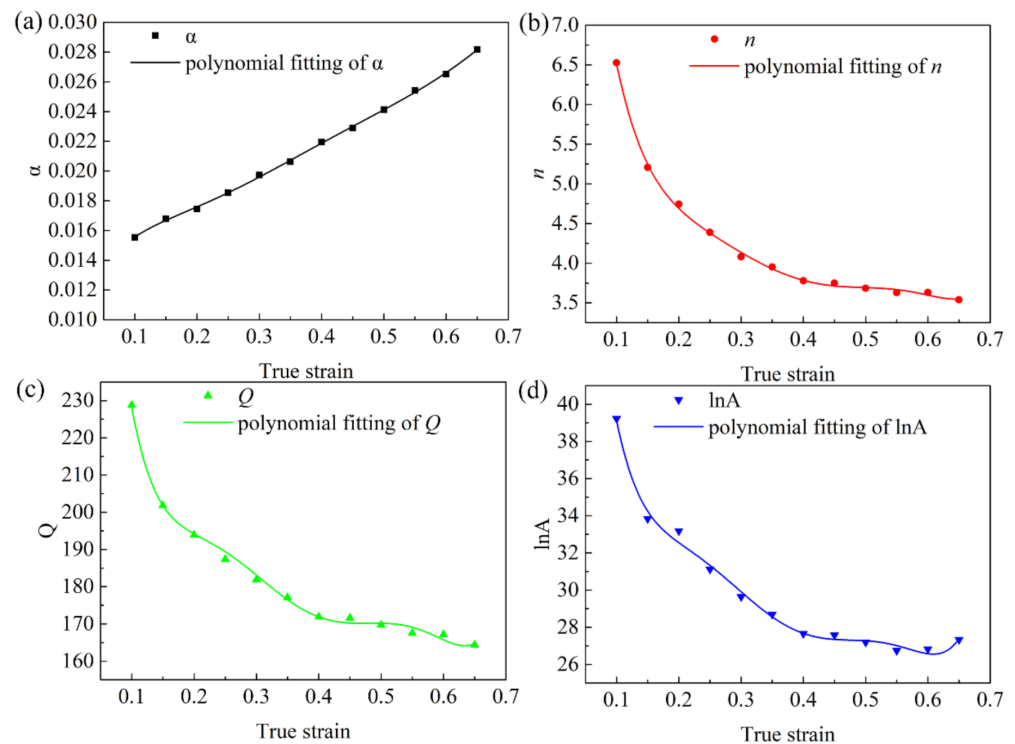 (a)
α
polynomial fitting of α
0.030
0.028
0.026
0.024
0.022
0.020
0.018
0.016
0.014
0.012
0.010
α
0.1 0.2 0.3 0.4 0.5 0.6 0.7
True strain
(b)
n
polynomial fitting of n
7.0
6.5
6.0
5.5
5.0
4.5
4.0
3.5
n
0.1 0.2 0.3 0.4 0.5 0.6 0.7
True strain
(c)
Q
polynomial fitting of Q
230
220
210
200
190
180
170
160
Q
0.1 0.2 0.3 0.4 0.5 0.6 0.7
True strain
(d)
lnA
polynomial fitting of lnA
40
38
36
34
32
30
28
26
lnA
0.1 0.2 0.3 0.4 0.5 0.6 0.7
True strain